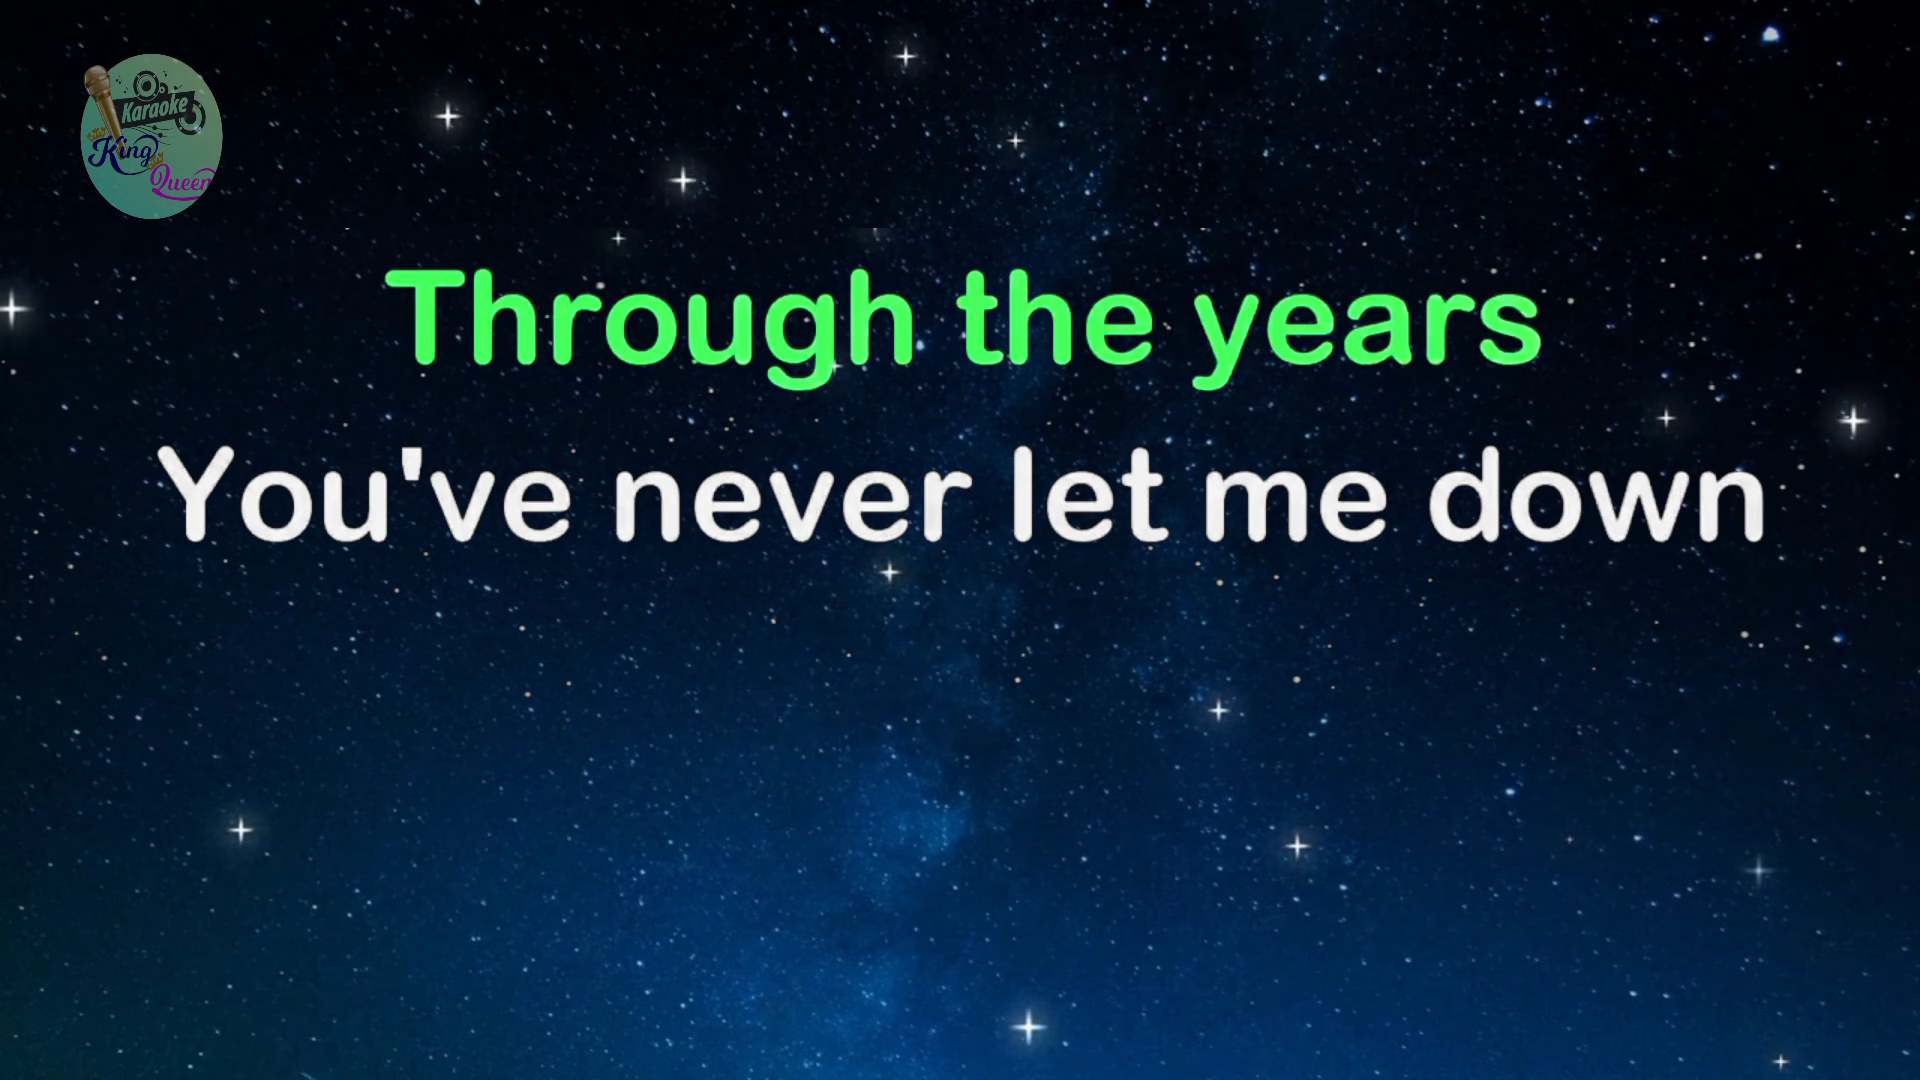 Karaoke
King
Queen
Through the years
You've never let me down